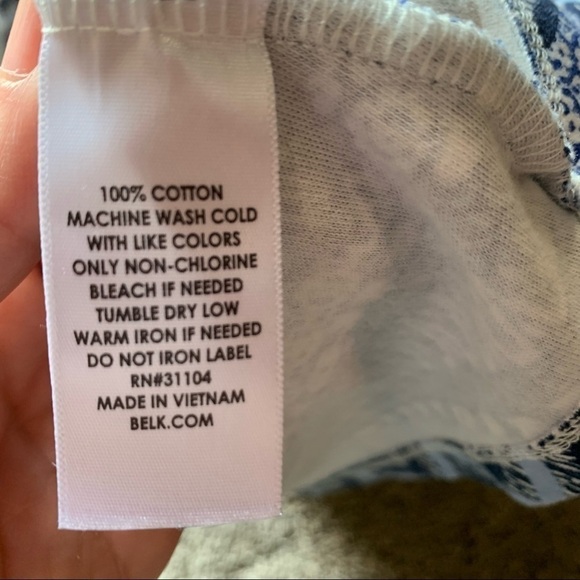 100% COTTON
MACHINE WASH COLD
WITH LIKE COLORS
ONLY NON-CHLORINE
BLEACH IF NEEDED
TUMBLE DRY LOW
WARM IRON IF NEEDED
DO NOT IRON LABEL
RN#31104
MADE IN VIETNAM
BELK.COM